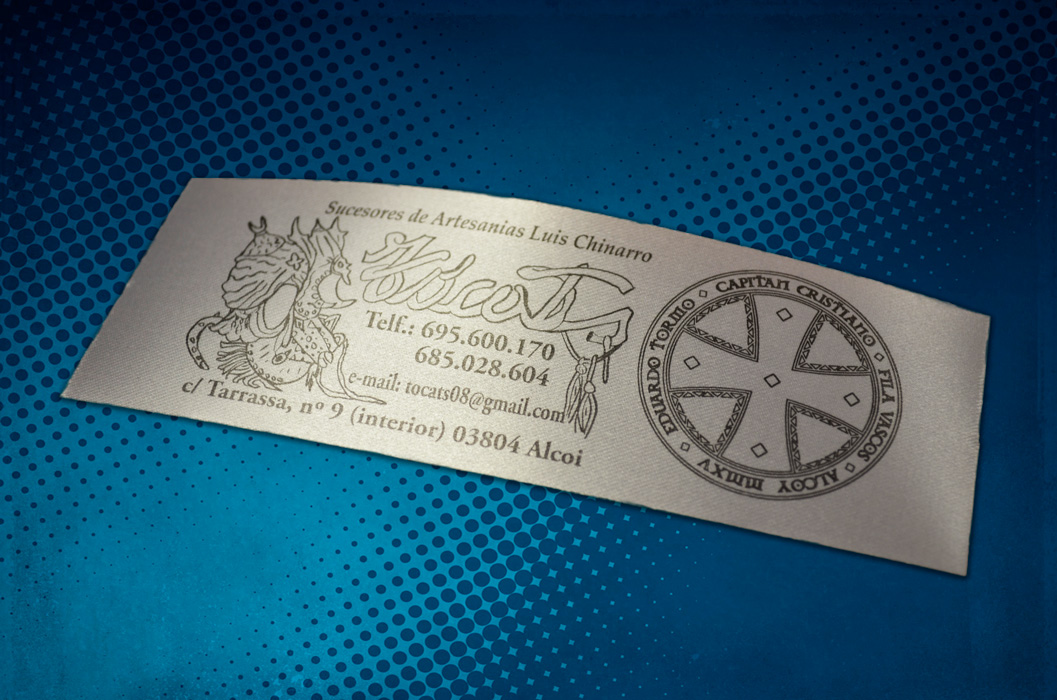 Sucesores de Artesanias Luis Chinarro
Telf.: 695.600.170
685.028.604
e-mail: tocats08@gmail.com
c/ Tarrassa, nº 9 (interior) 03804 Alcoi
EDUARDO TORMO ◇ CAPITAN CRISTIANO ◇ FILA VASCOS ◇ ALCOY MMXV ◇